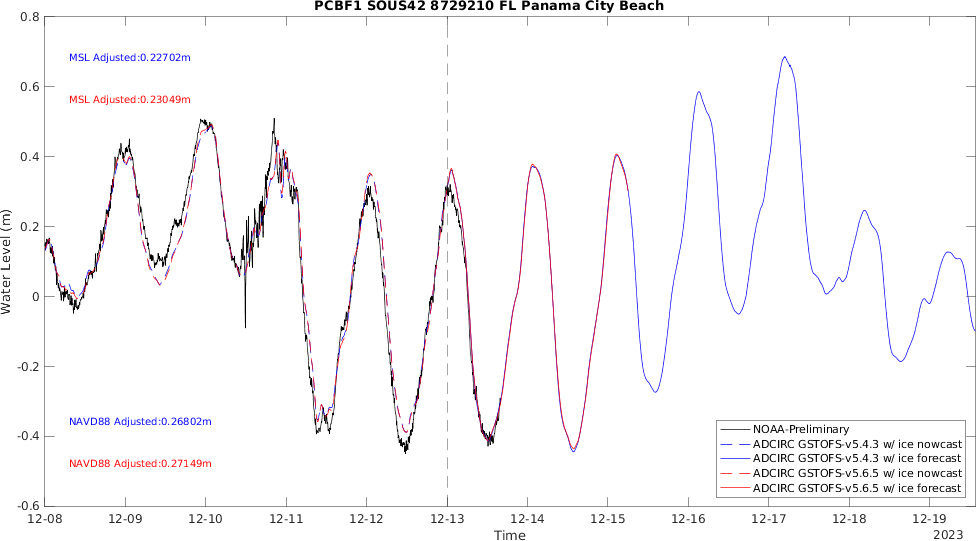 PCBF1 SOUS42 8729210 FL Panama City Beach
0.8
0.6
0.4
0.2
0
-0.2
-0.4
-0.6
Water Level (m)
MSL Adjusted:0.22702m
MSL Adjusted:0.23049m
NAVD88 Adjusted:0.26802m
NAVD88 Adjusted:0.27149m
NOAA-Preliminary
ADCIRC GSTOFS-v5.4.3 w/ ice nowcast
ADCIRC GSTOFS-v5.4.3 w/ ice forecast
ADCIRC GSTOFS-v5.6.5 w/ ice nowcast
ADCIRC GSTOFS-v5.6.5 w/ ice forecast
12-08 12-09 12-10 12-11 12-12 12-13 12-14 12-15 12-16 12-17 12-18 12-19
Time
2023